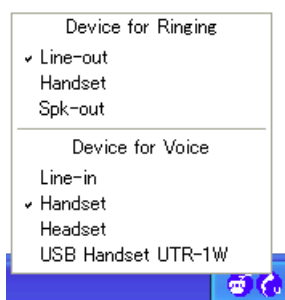 Device for Ringing
Line-out
Handset
Spk-out
Device for Voice
Line-in
Handset
Headset
USB Handset UTR-1W